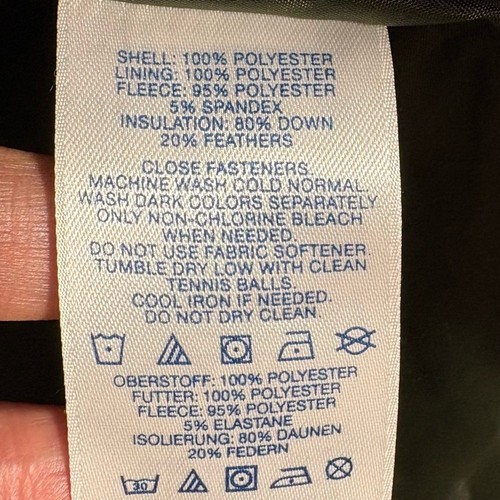 SHELL: 100% POLYESTER
LINING: 100% POLYESTER
FLEECE: 95% POLYESTER
5% SPANDEX
INSULATION: 80% DOWN
20% FEATHERS
CLOSE FASTENERS.
MACHINE WASH COLD NORMAL.
WASH DARK COLORS SEPARATELY
ONLY NON-CHLORINE BLEACH
WHEN NEEDED.
DO NOT USE FABRIC SOFTENER.
TUMBLE DRY LOW WITH CLEAN
TENNIS BALLS.
COOL IRON IF NEEDED.
DO NOT DRY CLEAN.
OBERSTOFF: 100% POLYESTER
FUTTER: 100% POLYESTER
FLEECE: 95% POLYESTER
5% ELASTANE
ISOLIERUNG: 80% DAUNEN
20% FEDERN
30